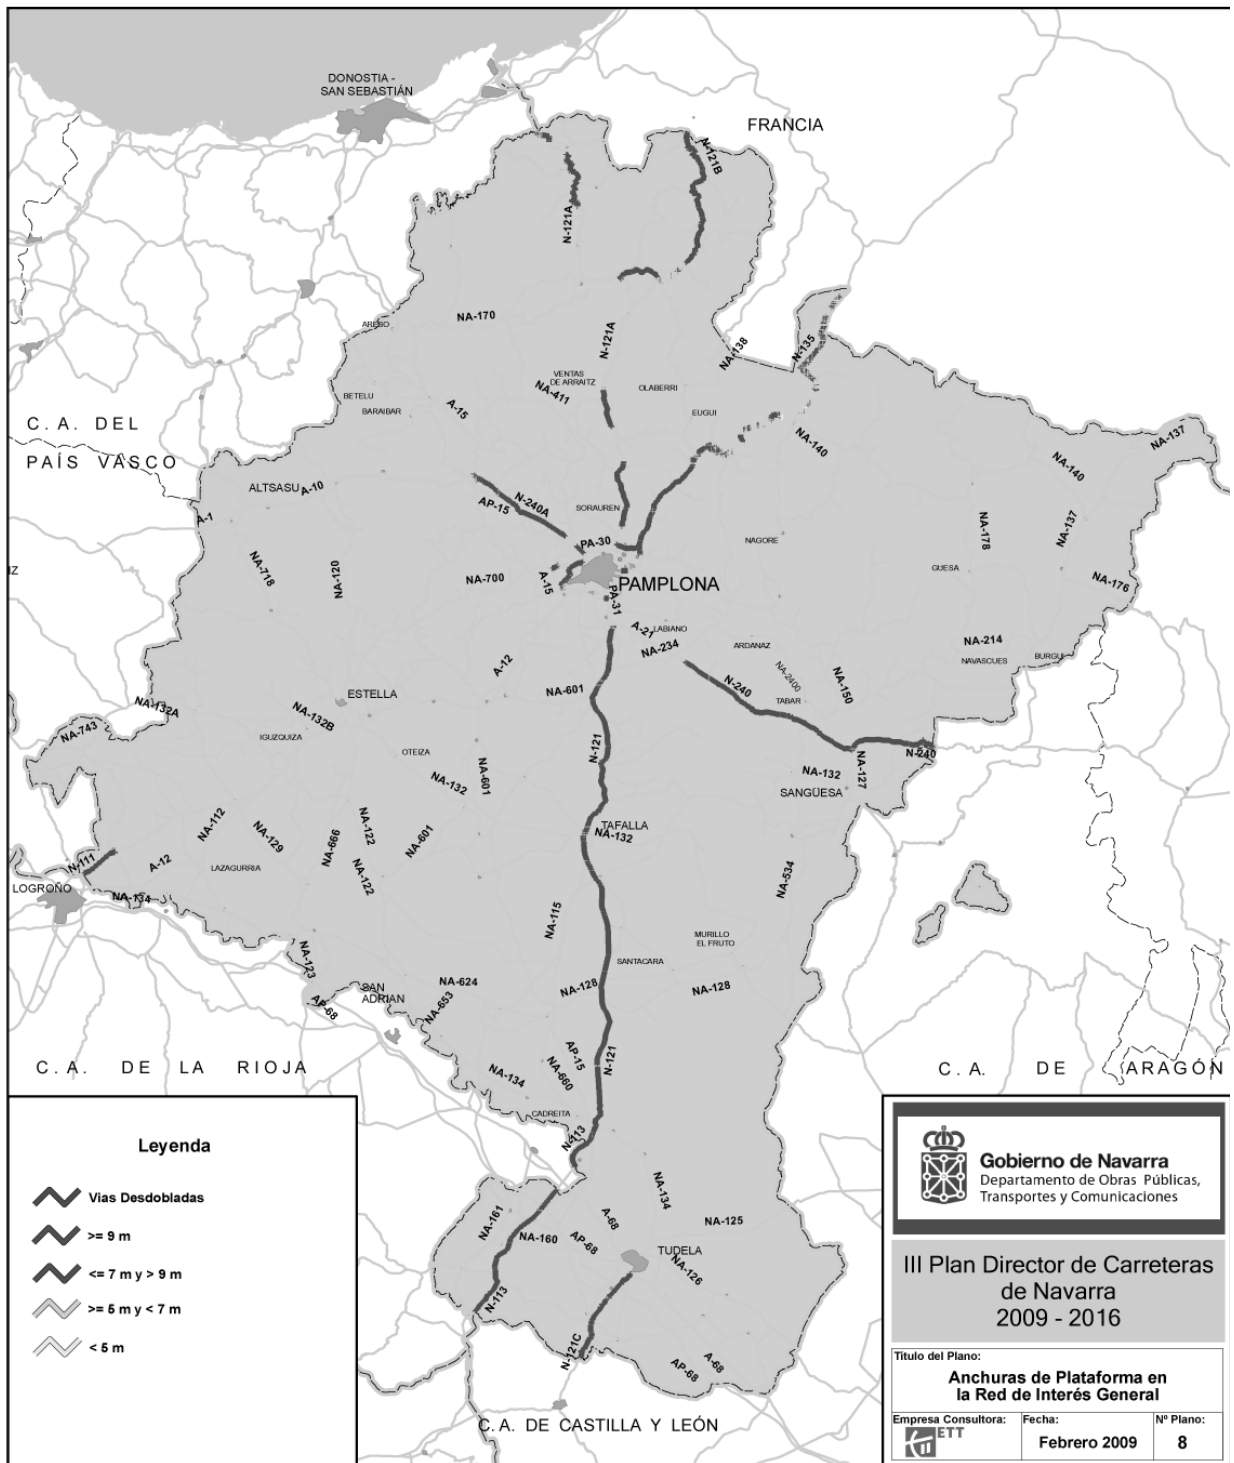 DONOSTIA -
SAN SEBASTIÁN
FRANCIA
N-121B
N-121A
NA-170
ARESO
N-121A
NA-138
N-135
VENTAS
DE ARRAITZ
NA-411
OLABERRI
BETELU
BARAIBAR
A-15
EUGUI
C. A. DEL
PAÍS VASCO
NA-140
NA-140
NA-137
ALTSASU
A-10
A-1
AP-15
N-240A
SORAUREN
PA-30
NAGORE
NA-178
NA-137
NA-718
NA-120
NA-700
A-15
PAMPLONA
PA-31
GUESA
NA-176
A-21
LABIANO
NA-234
ARDANAZ
NA-214
NAVASCUES
BURGUI
A-12
NA-601
N-240
NA-2400
TABAR
NA-150
ESTELLA
NA-132A
NA-132B
NA-743
IGUZQUIZA
OTEIZA
N-121
N-240
NA-132
NA-601
NA-132
NA-127
SANGÜESA
NA-112
NA-129
NA-666
NA-122
NA-601
TAFALLA
NA-132
N-111
A-12
LAZAGURRIA
NA-122
NA-534
LOGROÑO
NA-134
NA-115
MURILLO
EL FRUTO
NA-123
SANTACARA
NA-624
SAN
ADRIAN
NA-128
NA-128
AP-68
NA-653
C. A. DE LA RIOJA
NA-134
AP-15
NA-660
N-121
C. A. DE ARAGÓN
CADREITA
N-113
NA-161
NA-160
A-68
AP-68
NA-134
NA-125
TUDELA
NA-126
N-113
N-121C
AP-68
A-68
C. A. DE CASTILLA Y LEÓN
Leyenda
Vias Desdobladas
>= 9 m
<= 7 m y > 9 m
>= 5 m y < 7 m
< 5 m
Gobierno de Navarra
Departamento de Obras Públicas,
Transportes y Comunicaciones
III Plan Director de Carreteras
de Navarra
2009 - 2016
Título del Plano:
Anchuras de Plataforma en
la Red de Interés General
Empresa Consultora:
ETT
Fecha:
Febrero 2009
Nº Plano:
8